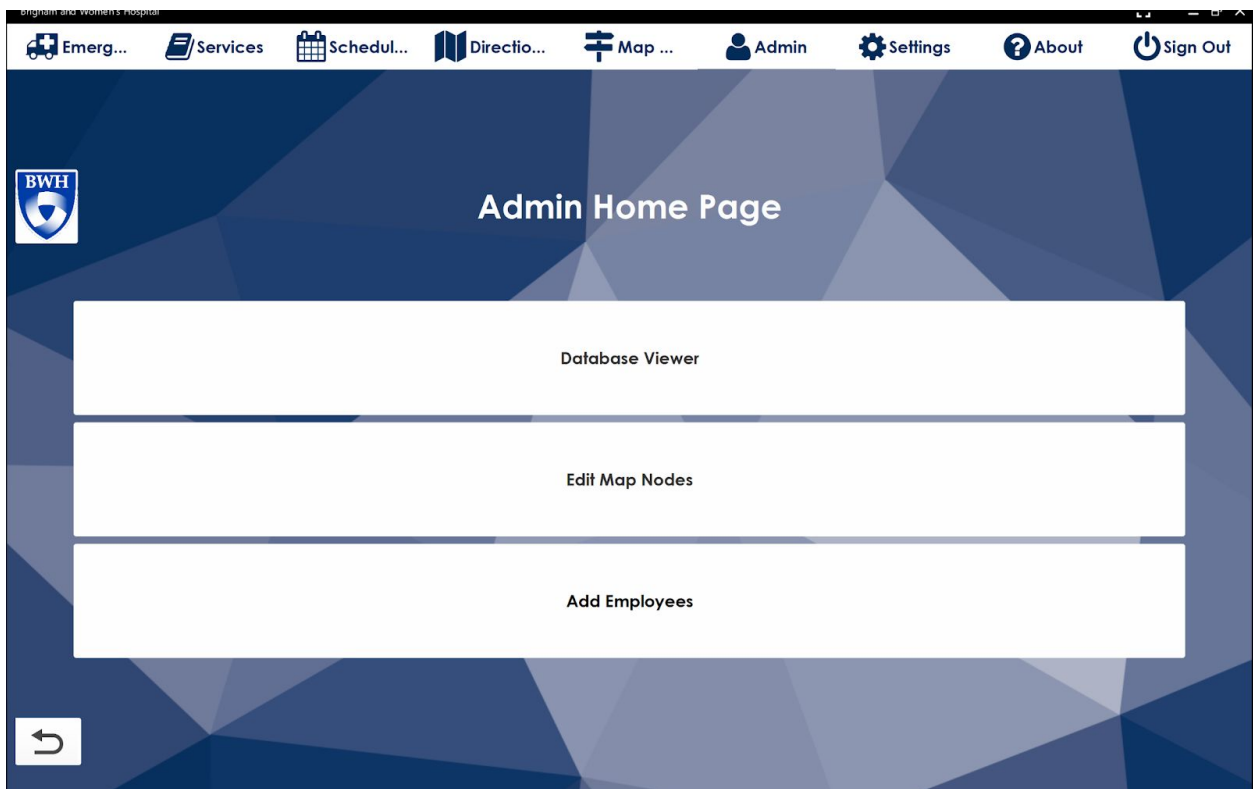 Brigham and Women's Hospital
Emerg... Services Schedul... Directio... Map ... Admin Settings ? About Sign Out
BWH
Admin Home Page
Database Viewer
Edit Map Nodes
Add Employees